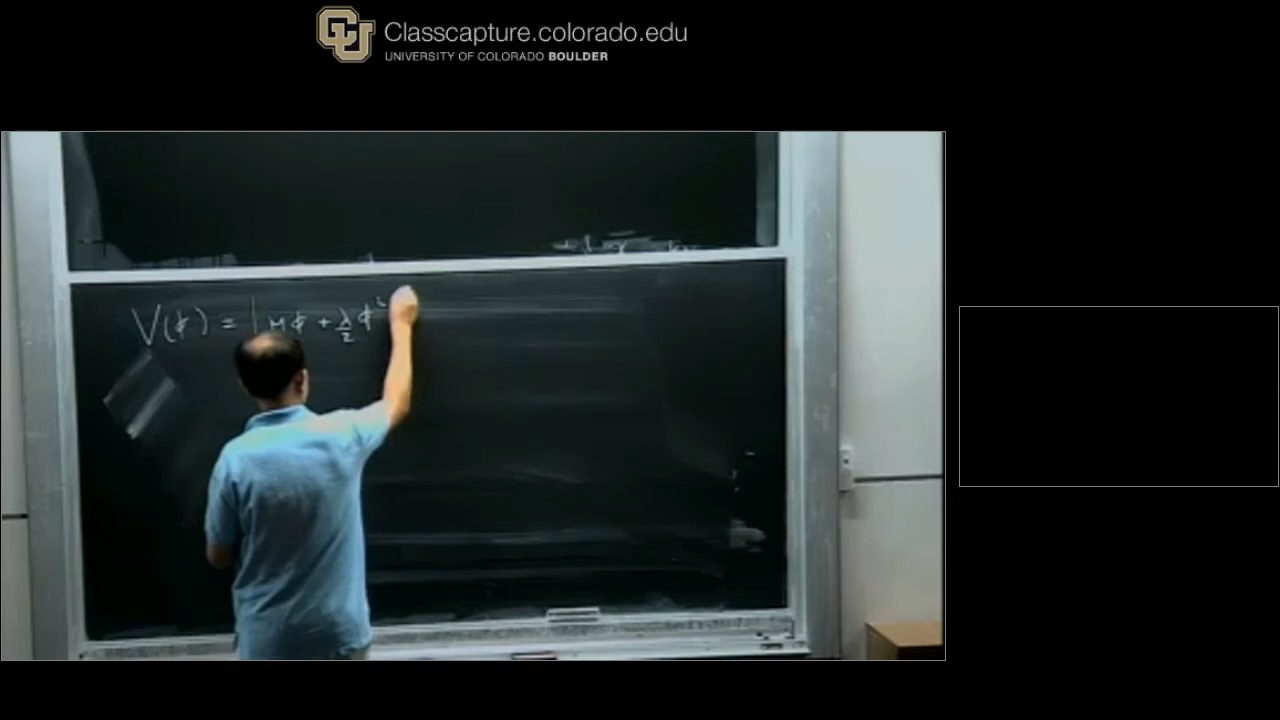 Classcapture.colorado.edu
UNIVERSITY OF COLORADO BOULDER
V(φ) = | M φ + λ/2 φ²